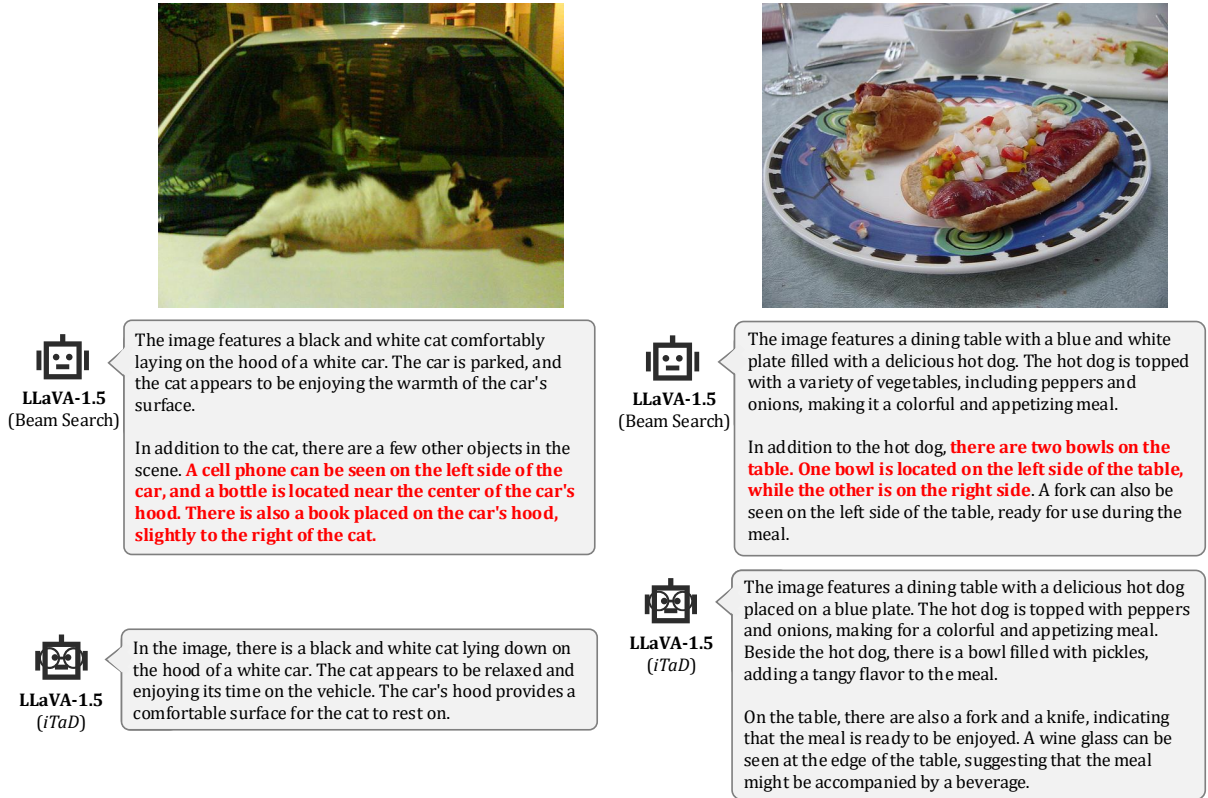 The image features a black and white cat comfortably
laying on the hood of a white car. The car is parked, and
the cat appears to be enjoying the warmth of the car's
surface.
In addition to the cat, there are a few other objects in the
scene. A cell phone can be seen on the left side of the
car, and a bottle is located near the center of the car's
hood. There is also a book placed on the car's hood,
slightly to the right of the cat.
LLaVA-1.5
(Beam Search)
In the image, there is a black and white cat lying down on
the hood of a white car. The cat appears to be relaxed and
enjoying its time on the vehicle. The car's hood provides a
comfortable surface for the cat to rest on.
LLaVA-1.5
(iTaD)
The image features a dining table with a blue and white
plate filled with a delicious hot dog. The hot dog is topped
with a variety of vegetables, including peppers and
onions, making it a colorful and appetizing meal.
In addition to the hot dog, there are two bowls on the
table. One bowl is located on the left side of the table,
while the other is on the right side. A fork can also be
seen on the left side of the table, ready for use during the
meal.
LLaVA-1.5
(Beam Search)
The image features a dining table with a delicious hot dog
placed on a blue plate. The hot dog is topped with peppers
and onions, making for a colorful and appetizing meal.
Beside the hot dog, there is a bowl filled with pickles,
adding a tangy flavor to the meal.
On the table, there are also a fork and a knife, indicating
that the meal is ready to be enjoyed. A wine glass can be
seen at the edge of the table, suggesting that the meal
might be accompanied by a beverage.
LLaVA-1.5
(iTaD)